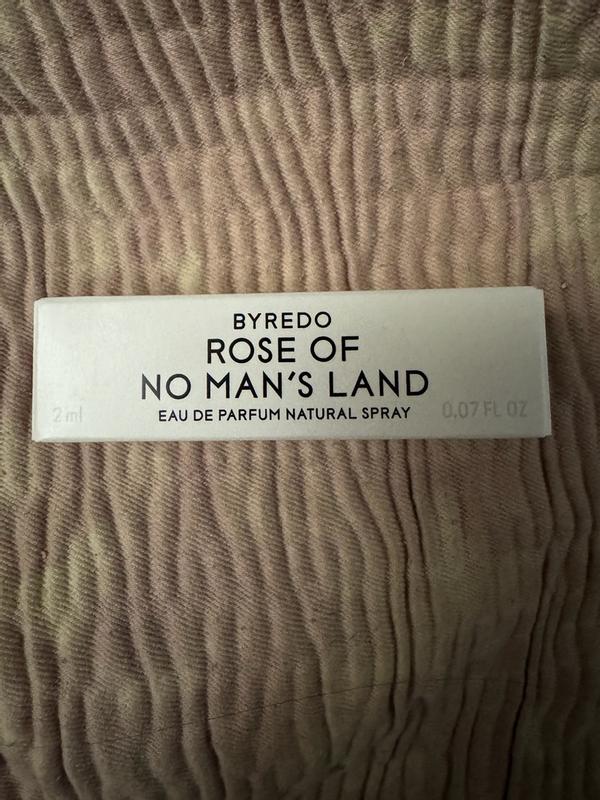 BYREDO
ROSE OF
NO MAN'S LAND
EAU DE PARFUM NATURAL SPRAY
2 ml
0,07 FL OZ